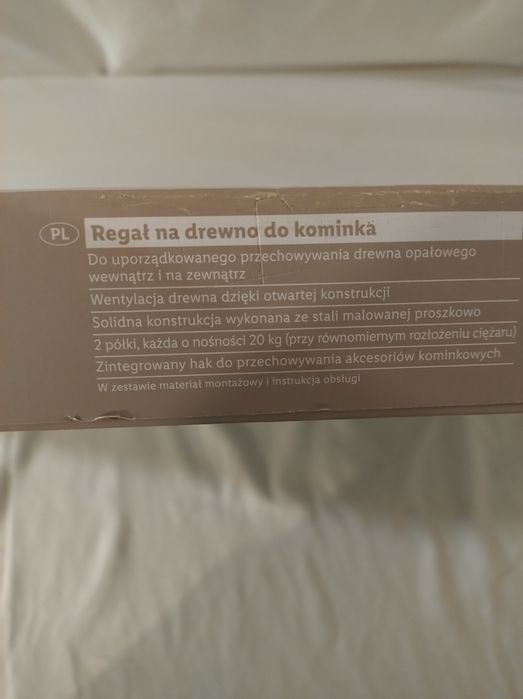 PL Regał na drewno do kominka
Do uporządkowanego przechowywania drewna opałowego
wewnątrz i na zewnątrz
Wentylacja drewna dzięki otwartej konstrukcji
Solidna konstrukcja wykonana ze stali malowanej proszkowo
2 półki, każda o nośności 20 kg (przy równomiernym rozłożeniu ciężaru)
Zintegrowany hak do przechowywania akcesoriów kominkowych
W zestawie materiał montażowy i instrukcja obsługi